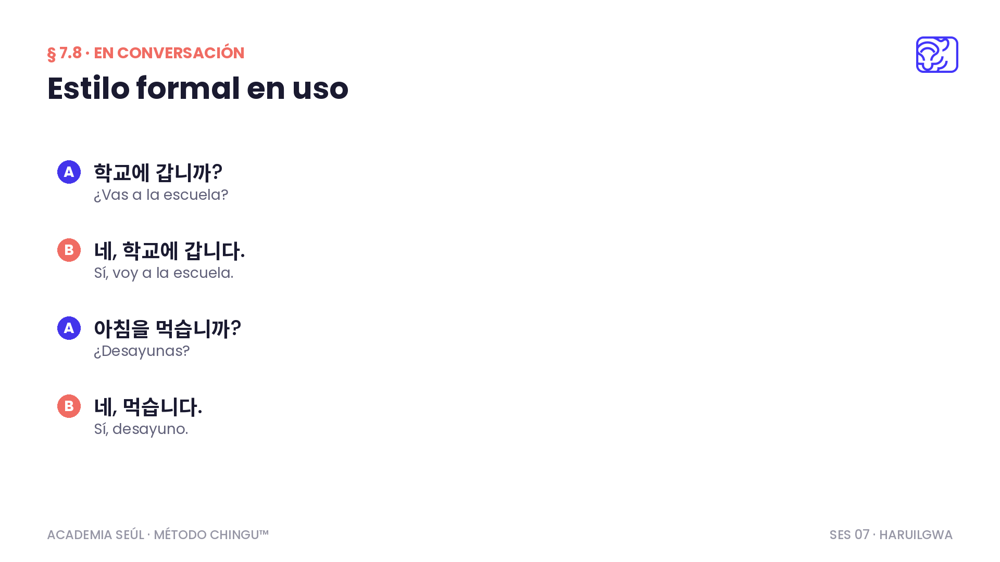 § 7.8 · EN CONVERSACIÓN
Estilo formal en uso
A 학교에 갑니까?
¿Vas a la escuela?
B 네, 학교에 갑니다.
Sí, voy a la escuela.
A 아침을 먹습니까?
¿Desayunas?
B 네, 먹습니다.
Sí, desayuno.
ACADEMIA SEÚL · MÉTODO CHINGU™
SES 07 · HARUILGWA